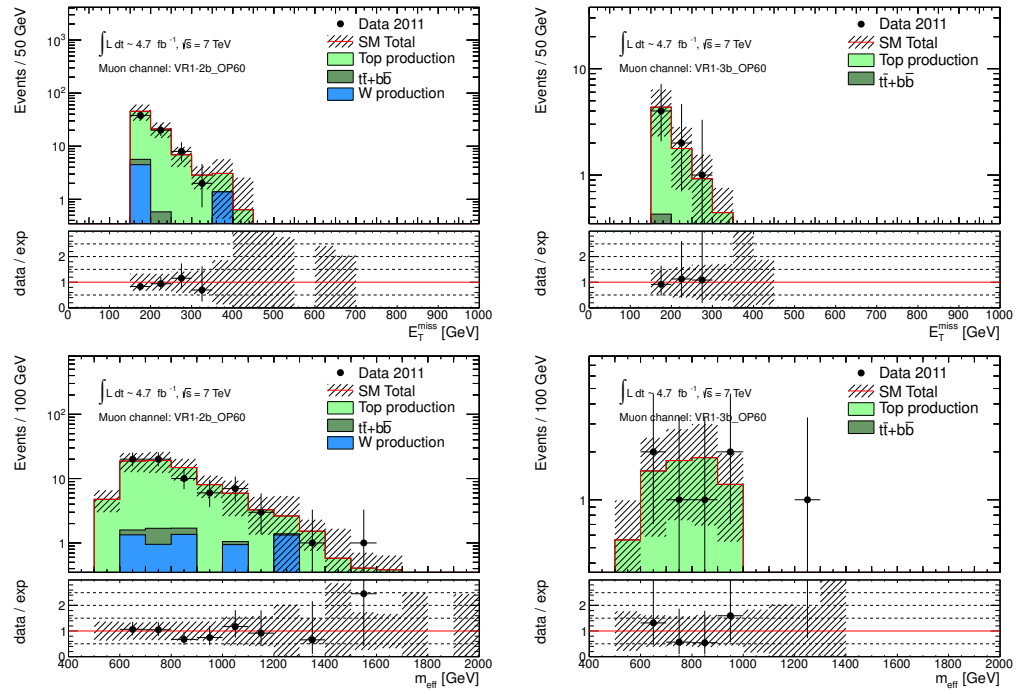 Events / 50 GeV
10³
10²
10
1
∫L dt ~ 4.7 fb⁻¹, √s = 7 TeV
Muon channel: VR1-2b_OP60
Data 2011
SM Total
Top production
tt̄+bb̄
W production
data / exp
2
1
0
0 100 200 300 400 500 600 700 800 900 1000
E_T^miss [GeV]
Events / 50 GeV
10
1
∫L dt ~ 4.7 fb⁻¹, √s = 7 TeV
Muon channel: VR1-3b_OP60
Data 2011
SM Total
Top production
tt̄+bb̄
data / exp
2
1
0
0 100 200 300 400 500 600 700 800 900 1000
E_T^miss [GeV]
Events / 100 GeV
10²
10
1
∫L dt ~ 4.7 fb⁻¹, √s = 7 TeV
Muon channel: VR1-2b_OP60
Data 2011
SM Total
Top production
tt̄+bb̄
W production
data / exp
3
2
1
0
400 600 800 1000 1200 1400 1600 1800 2000
m_eff [GeV]
Events / 100 GeV
1
∫L dt ~ 4.7 fb⁻¹, √s = 7 TeV
Muon channel: VR1-3b_OP60
Data 2011
SM Total
Top production
tt̄+bb̄
data / exp
3
2
1
0
400 600 800 1000 1200 1400 1600 1800 2000
m_eff [GeV]